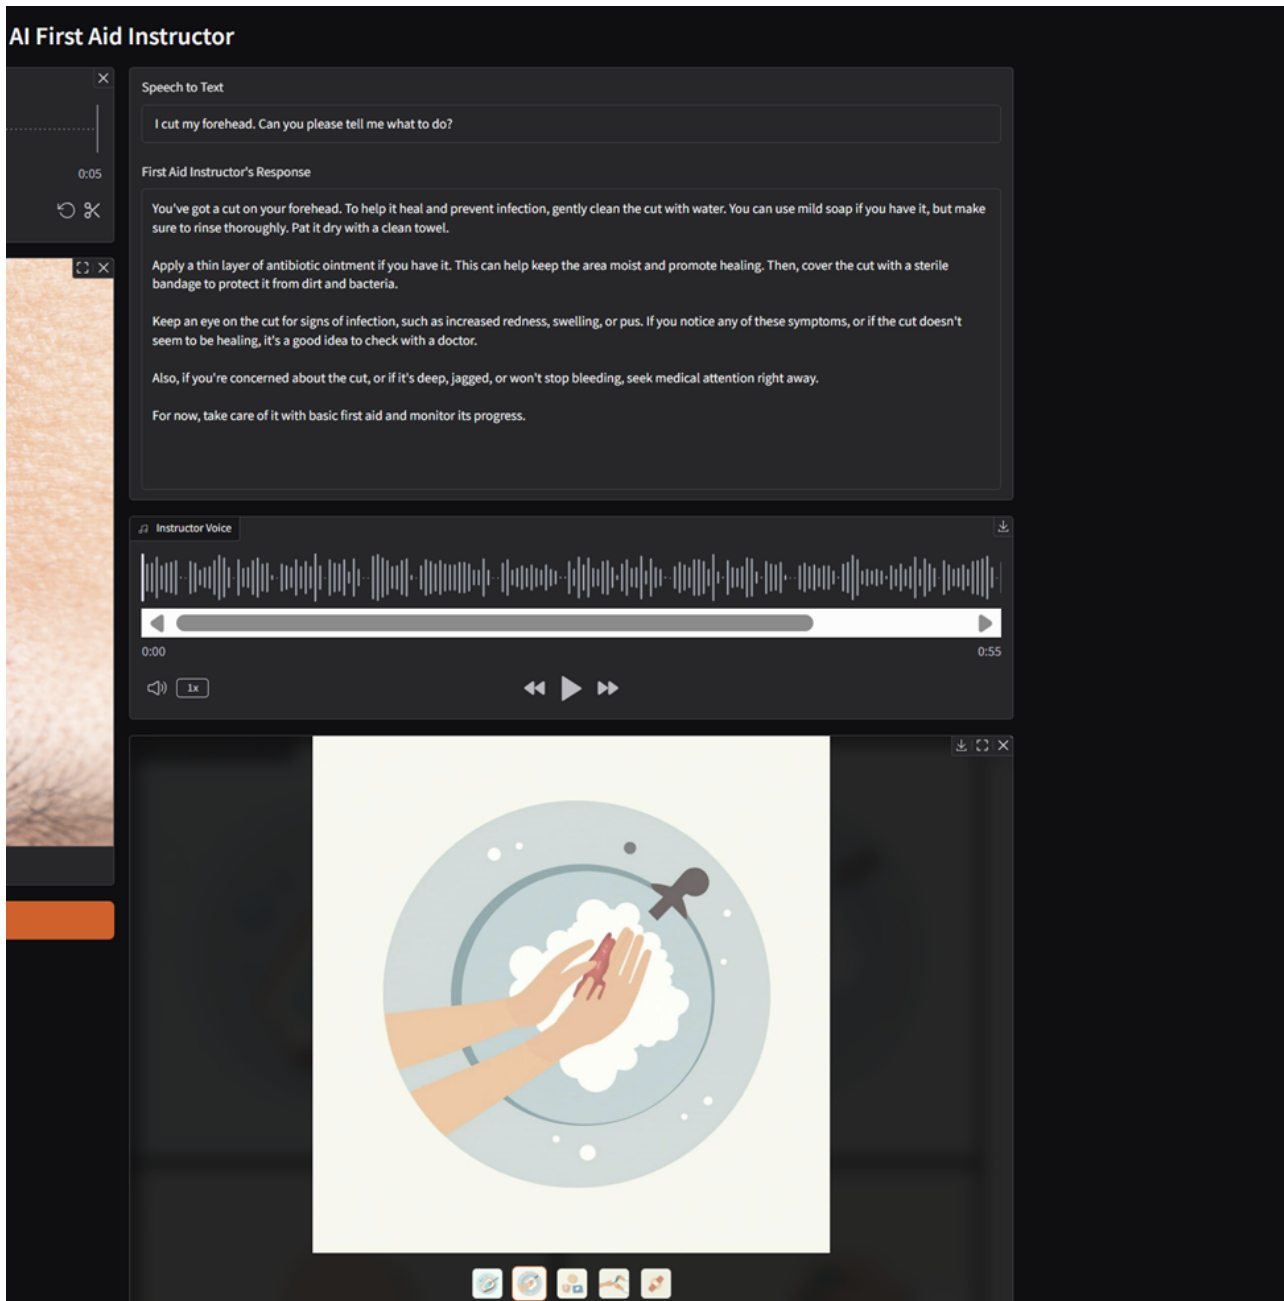 AI First Aid Instructor
0:05
Speech to Text
I cut my forehead. Can you please tell me what to do?
First Aid Instructor's Response
You've got a cut on your forehead. To help it heal and prevent infection, gently clean the cut with water. You can use mild soap if you have it, but make
sure to rinse thoroughly. Pat it dry with a clean towel.
Apply a thin layer of antibiotic ointment if you have it. This can help keep the area moist and promote healing. Then, cover the cut with a sterile
bandage to protect it from dirt and bacteria.
Keep an eye on the cut for signs of infection, such as increased redness, swelling, or pus. If you notice any of these symptoms, or if the cut doesn't
seem to be healing, it's a good idea to check with a doctor.
Also, if you're concerned about the cut, or if it's deep, jagged, or won't stop bleeding, seek medical attention right away.
For now, take care of it with basic first aid and monitor its progress.
Instructor Voice
0:00
0:55
1x